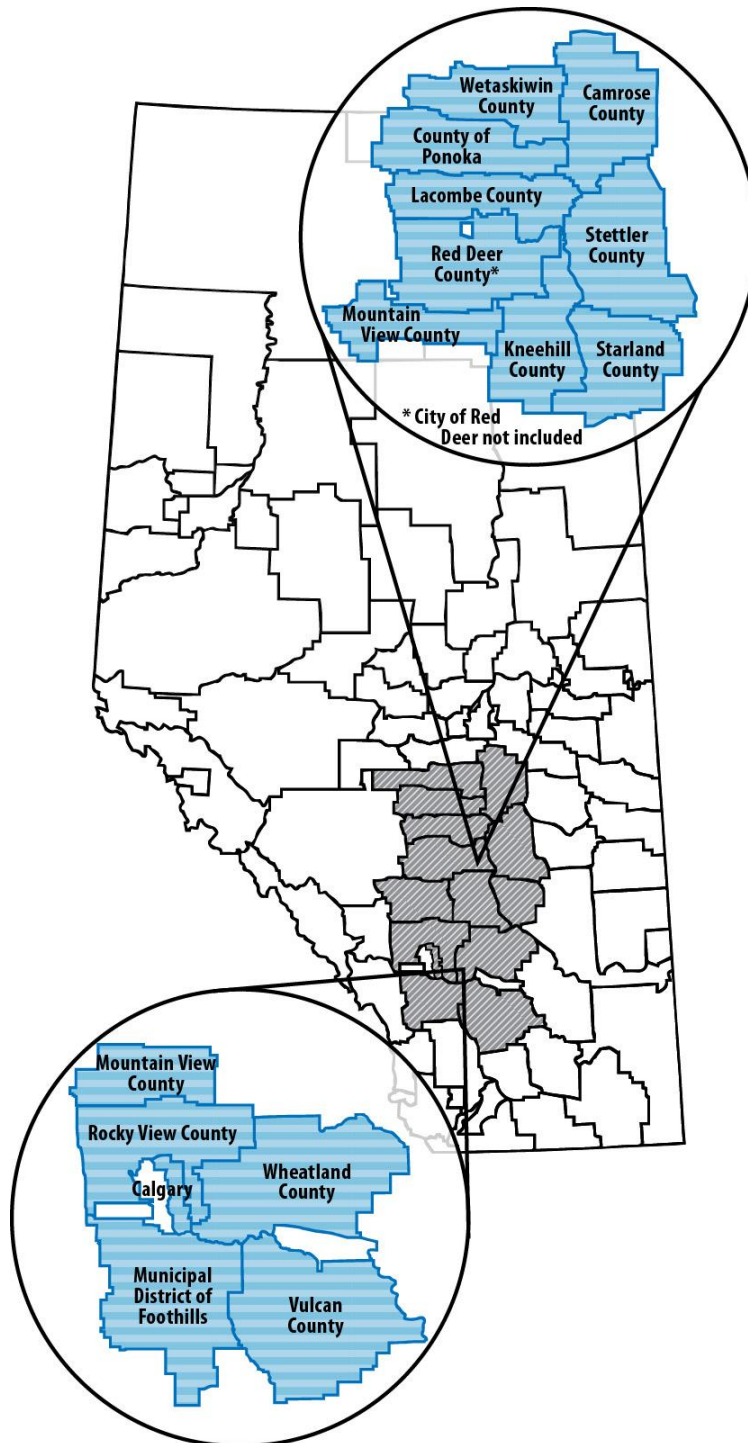 Wetaskiwin
County
Camrose
County
County of
Ponoka
Lacombe County
Stettler
County
Red Deer
County*
Mountain
View County
Kneehill
County
Starland
County
* City of Red
Deer not included
Mountain View
County
Rocky View County
Calgary
Wheatland
County
Municipal
District of
Foothills
Vulcan
County